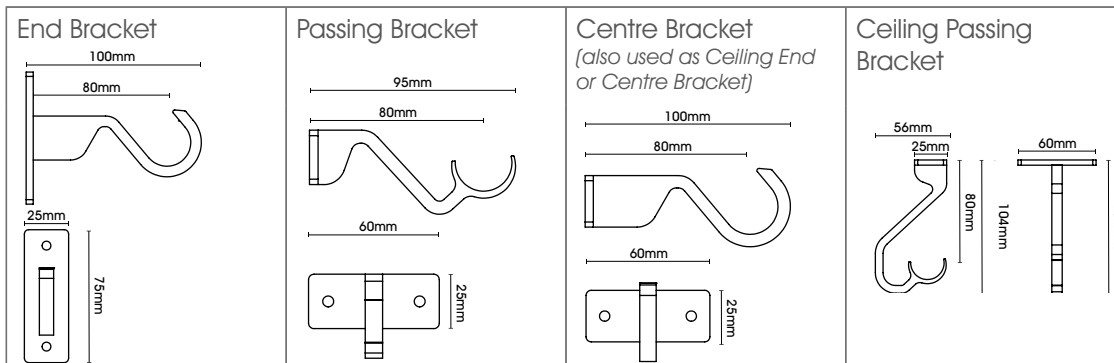 End Bracket
100mm
80mm
25mm
75mm
Passing Bracket
95mm
80mm
60mm
25mm
Centre Bracket
(also used as Ceiling End
or Centre Bracket)
100mm
80mm
60mm
25mm
Ceiling Passing
Bracket
56mm
25mm
80mm
60mm
104mm